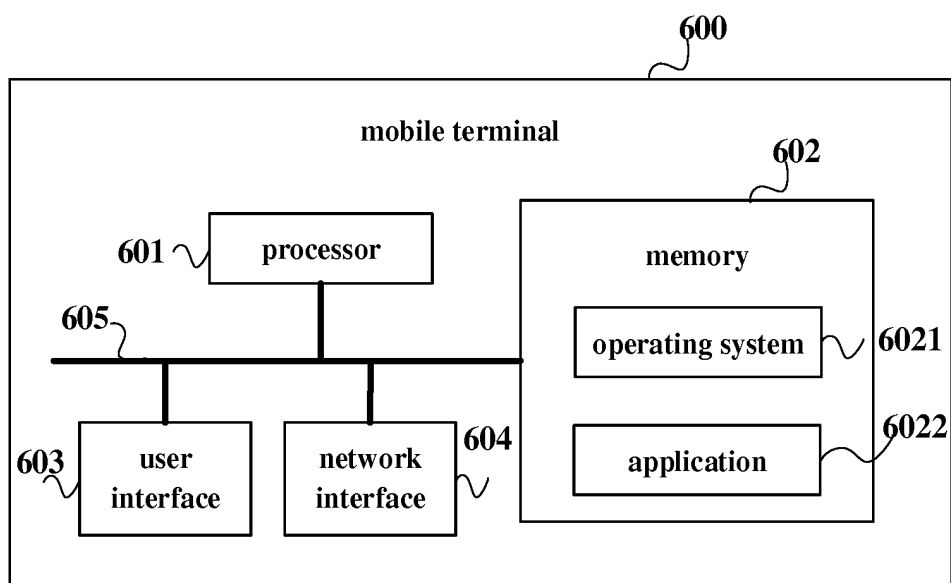 600
mobile terminal
602
processor
601
memory
605
operating system
6021
user
interface
603
network
interface
604
application
6022